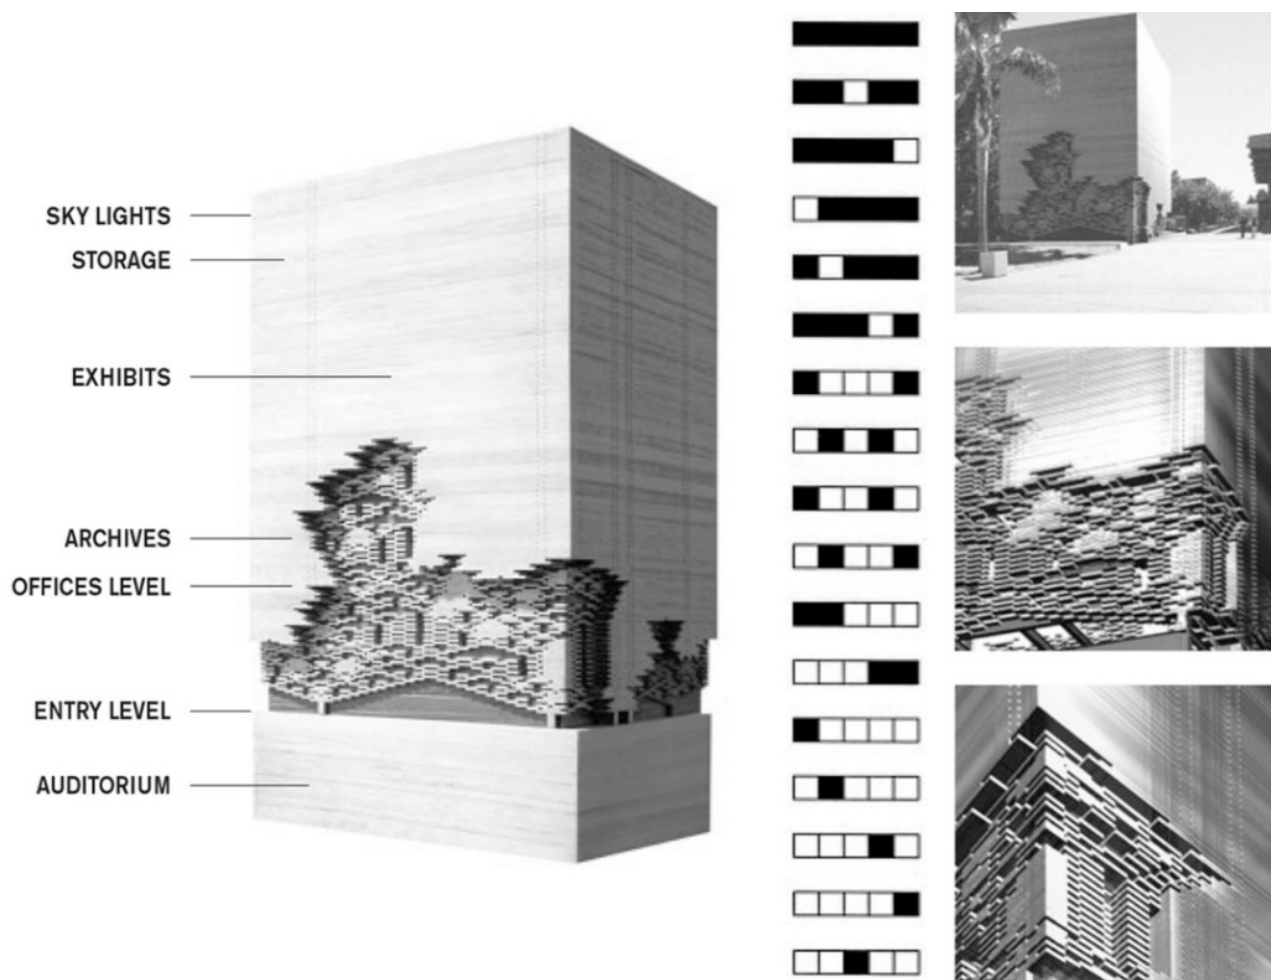 SKY LIGHTS
STORAGE
EXHIBITS
ARCHIVES
OFFICES LEVEL
ENTRY LEVEL
AUDITORIUM